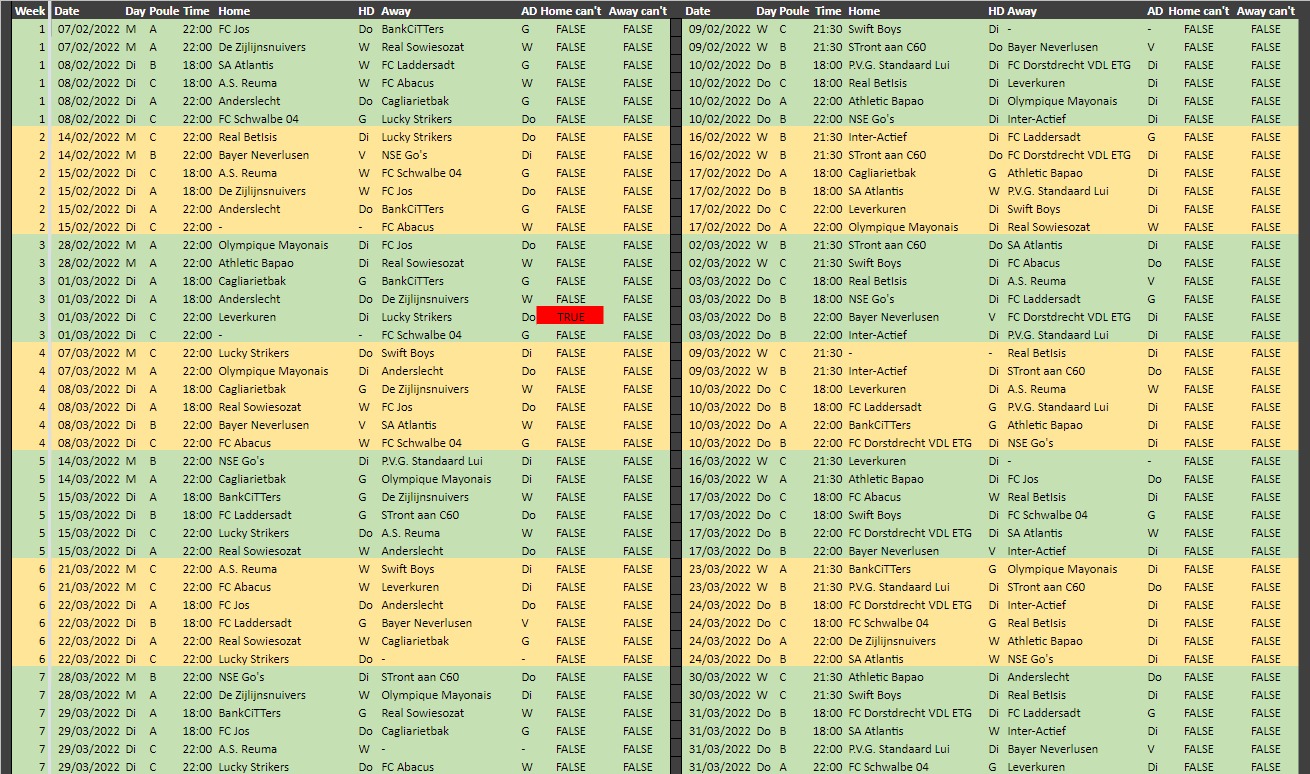 Week Date Day Poule Time Home HD Away AD Home can't Away can't Date Day Poule Time Home HD Away AD Home can't Away can't
1 07/02/2022 M A 22:00 FC Jos Do BankCiTTers G FALSE FALSE 09/02/2022 W C 21:30 Swift Boys Di - - FALSE FALSE
1 07/02/2022 M A 22:00 De Zijlijnsnuivers W Real Sowiesozat W FALSE FALSE 09/02/2022 W B 21:30 STront aan C60 Do Bayer Neverlusen V FALSE FALSE
1 08/02/2022 Di B 18:00 SA Atlantis W FC Laddersadt G FALSE FALSE 10/02/2022 Do B 18:00 P.V.G. Standaard Lui Di FC Dorstdrecht VDL ETG Di FALSE FALSE
1 08/02/2022 Di C 18:00 A.S. Reuma W FC Abacus W FALSE FALSE 10/02/2022 Do C 18:00 Real BetIsis Di Leverkuren Di FALSE FALSE
1 08/02/2022 Di A 22:00 Anderslecht Do Cagliarietbak G FALSE FALSE 10/02/2022 Do A 22:00 Athletic Bapao Di Olympique Mayonais Di FALSE FALSE
1 08/02/2022 Di C 22:00 FC Schwalbe 04 G Lucky Strikers Do FALSE FALSE 10/02/2022 Do B 22:00 NSE Go's Di Inter-Actief Di FALSE FALSE
2 14/02/2022 M C 22:00 Real BetIsis Di Lucky Strikers Do FALSE FALSE 16/02/2022 W B 21:30 Inter-Actief Di FC Laddersadt G FALSE FALSE
2 14/02/2022 M B 22:00 Bayer Neverlusen V NSE Go's Di FALSE FALSE 16/02/2022 W B 21:30 STront aan C60 Do FC Dorstdrecht VDL ETG Di FALSE FALSE
2 15/02/2022 Di C 18:00 A.S. Reuma W FC Schwalbe 04 G FALSE FALSE 17/02/2022 Do A 18:00 Cagliarietbak G Athletic Bapao Di FALSE FALSE
2 15/02/2022 Di A 18:00 De Zijlijnsnuivers W FC Jos Do FALSE FALSE 17/02/2022 Do B 18:00 SA Atlantis W P.V.G. Standaard Lui Di FALSE FALSE
2 15/02/2022 Di A 22:00 Anderslecht Do BankCiTTers G FALSE FALSE 17/02/2022 Do C 22:00 Leverkuren Di Swift Boys Di FALSE FALSE
2 15/02/2022 Di C 22:00 - - FC Abacus W FALSE FALSE 17/02/2022 Do A 22:00 Olympique Mayonais Di Real Sowiesozat W FALSE FALSE
3 28/02/2022 M A 22:00 Olympique Mayonais Di FC Jos Do FALSE FALSE 02/03/2022 W B 21:30 STront aan C60 Do SA Atlantis Di FALSE FALSE
3 28/02/2022 M A 22:00 Athletic Bapao Di Real Sowiesozat W FALSE FALSE 02/03/2022 W C 21:30 Swift Boys Di FC Abacus Do FALSE FALSE
3 01/03/2022 Di A 18:00 Cagliarietbak G BankCiTTers G FALSE FALSE 03/03/2022 Do C 18:00 Real BetIsis Di A.S. Reuma V FALSE FALSE
3 01/03/2022 Di A 18:00 Anderslecht Do De Zijlijnsnuivers W FALSE FALSE 03/03/2022 Do B 18:00 NSE Go's Di FC Laddersadt G FALSE FALSE
3 01/03/2022 Di C 22:00 Leverkuren Di Lucky Strikers Do TRUE FALSE 03/03/2022 Do B 22:00 Bayer Neverlusen V FC Dorstdrecht VDL ETG Di FALSE FALSE
3 01/03/2022 Di C 22:00 - - FC Schwalbe 04 G FALSE FALSE 03/03/2022 Do B 22:00 Inter-Actief Di P.V.G. Standaard Lui Di FALSE FALSE
4 07/03/2022 M C 22:00 Lucky Strikers Do Swift Boys Di FALSE FALSE 09/03/2022 W C 21:30 - - Real BetIsis Di FALSE FALSE
4 07/03/2022 M A 22:00 Olympique Mayonais Di Anderslecht Do FALSE FALSE 09/03/2022 W B 21:30 Inter-Actief Di STront aan C60 Do FALSE FALSE
4 08/03/2022 Di A 18:00 Cagliarietbak G De Zijlijnsnuivers W FALSE FALSE 10/03/2022 Do C 18:00 Leverkuren Di A.S. Reuma W FALSE FALSE
4 08/03/2022 Di A 18:00 Real Sowiesozat W FC Jos Do FALSE FALSE 10/03/2022 Do B 18:00 FC Laddersadt G P.V.G. Standaard Lui Di FALSE FALSE
4 08/03/2022 Di B 22:00 Bayer Neverlusen V SA Atlantis W FALSE FALSE 10/03/2022 Do A 22:00 BankCiTTers G Athletic Bapao Di FALSE FALSE
4 08/03/2022 Di C 22:00 FC Abacus W FC Schwalbe 04 G FALSE FALSE 10/03/2022 Do B 22:00 FC Dorstdrecht VDL ETG Di NSE Go's Di FALSE FALSE
5 14/03/2022 M B 22:00 NSE Go's Di P.V.G. Standaard Lui Di FALSE FALSE 16/03/2022 W C 21:30 Leverkuren Di - - FALSE FALSE
5 14/03/2022 M A 22:00 Cagliarietbak G Olympique Mayonais Di FALSE FALSE 16/03/2022 W A 21:30 Athletic Bapao Di FC Jos Do FALSE FALSE
5 15/03/2022 Di A 18:00 BankCiTTers G De Zijlijnsnuivers W FALSE FALSE 17/03/2022 Do C 18:00 FC Abacus W Real BetIsis Di FALSE FALSE
5 15/03/2022 Di B 18:00 FC Laddersadt G STront aan C60 Do FALSE FALSE 17/03/2022 Do C 18:00 Swift Boys Di FC Schwalbe 04 G FALSE FALSE
5 15/03/2022 Di C 22:00 Lucky Strikers Do A.S. Reuma W FALSE FALSE 17/03/2022 Do B 22:00 FC Dorstdrecht VDL ETG Di SA Atlantis W FALSE FALSE
5 15/03/2022 Di A 22:00 Real Sowiesozat W Anderslecht Do FALSE FALSE 17/03/2022 Do B 22:00 Bayer Neverlusen V Inter-Actief Di FALSE FALSE
6 21/03/2022 M C 22:00 A.S. Reuma W Swift Boys Di FALSE FALSE 23/03/2022 W A 21:30 BankCiTTers G Olympique Mayonais Di FALSE FALSE
6 21/03/2022 M C 22:00 FC Abacus W Leverkuren Di FALSE FALSE 23/03/2022 W B 21:30 P.V.G. Standaard Lui Di STront aan C60 Do FALSE FALSE
6 22/03/2022 Di A 18:00 FC Jos Do Anderslecht Do FALSE FALSE 24/03/2022 Do B 18:00 FC Dorstdrecht VDL ETG Di Inter-Actief Di FALSE FALSE
6 22/03/2022 Di B 18:00 FC Laddersadt G Bayer Neverlusen V FALSE FALSE 24/03/2022 Do C 18:00 FC Schwalbe 04 G Real BetIsis Di FALSE FALSE
6 22/03/2022 Di A 22:00 Real Sowiesozat W Cagliarietbak G FALSE FALSE 24/03/2022 Do A 22:00 De Zijlijnsnuivers W Athletic Bapao Di FALSE FALSE
6 22/03/2022 Di C 22:00 Lucky Strikers Do - - FALSE FALSE 24/03/2022 Do B 22:00 SA Atlantis W NSE Go's Di FALSE FALSE
7 28/03/2022 M B 22:00 NSE Go's Di STront aan C60 Do FALSE FALSE 30/03/2022 W C 21:30 Athletic Bapao Di Anderslecht Do FALSE FALSE
7 28/03/2022 M A 22:00 De Zijlijnsnuivers W Olympique Mayonais Di FALSE FALSE 30/03/2022 W C 21:30 Swift Boys Di Real BetIsis Di FALSE FALSE
7 29/03/2022 Di A 18:00 BankCiTTers G Real Sowiesozat W FALSE FALSE 31/03/2022 Do B 18:00 FC Dorstdrecht VDL ETG Di FC Laddersadt G FALSE FALSE
7 29/03/2022 Di A 18:00 FC Jos Do Cagliarietbak G FALSE FALSE 31/03/2022 Do B 18:00 SA Atlantis W Inter-Actief Di FALSE FALSE
7 29/03/2022 Di C 22:00 A.S. Reuma W - - FALSE FALSE 31/03/2022 Do B 22:00 P.V.G. Standaard Lui Di Bayer Neverlusen V FALSE FALSE
7 29/03/2022 Di C 22:00 Lucky Strikers Do FC Abacus W FALSE FALSE 31/03/2022 Do A 22:00 FC Schwalbe 04 G Leverkuren Di FALSE FALSE